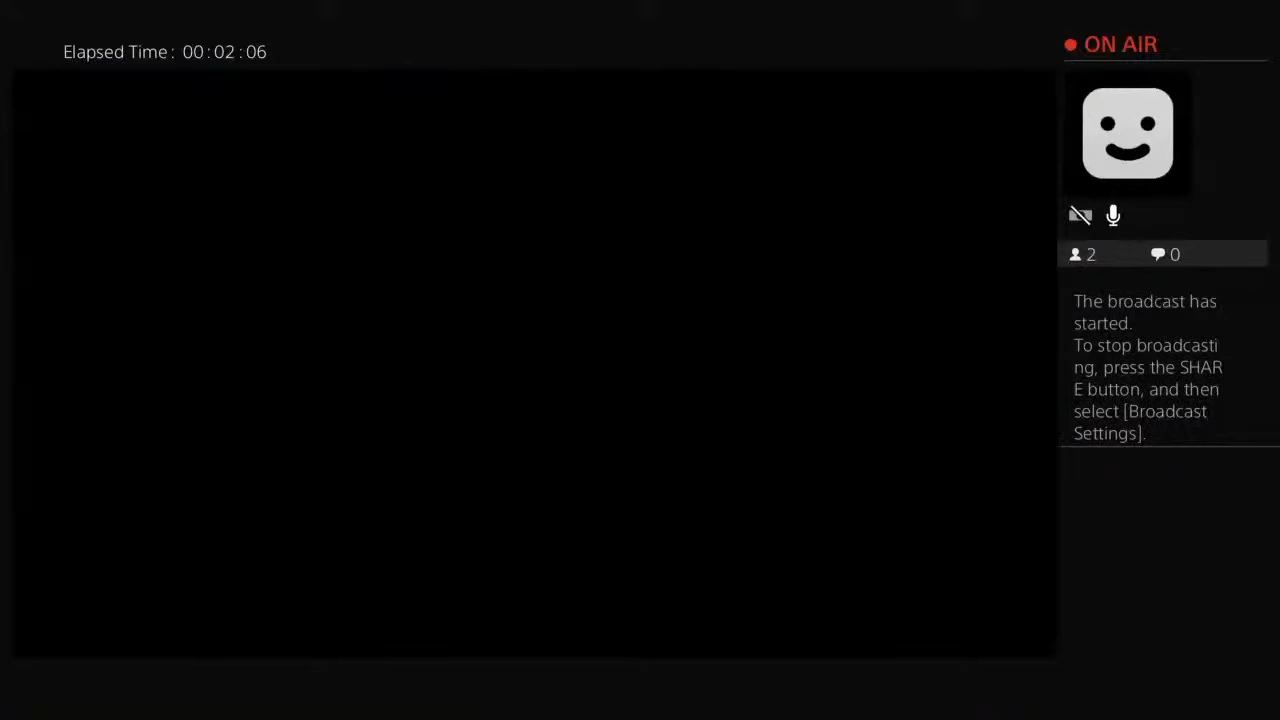 Elapsed Time: 00:02:06
ON AIR
2 0
The broadcast has
started.
To stop broadcasti
ng, press the SHAR
E button, and then
select [Broadcast
Settings].